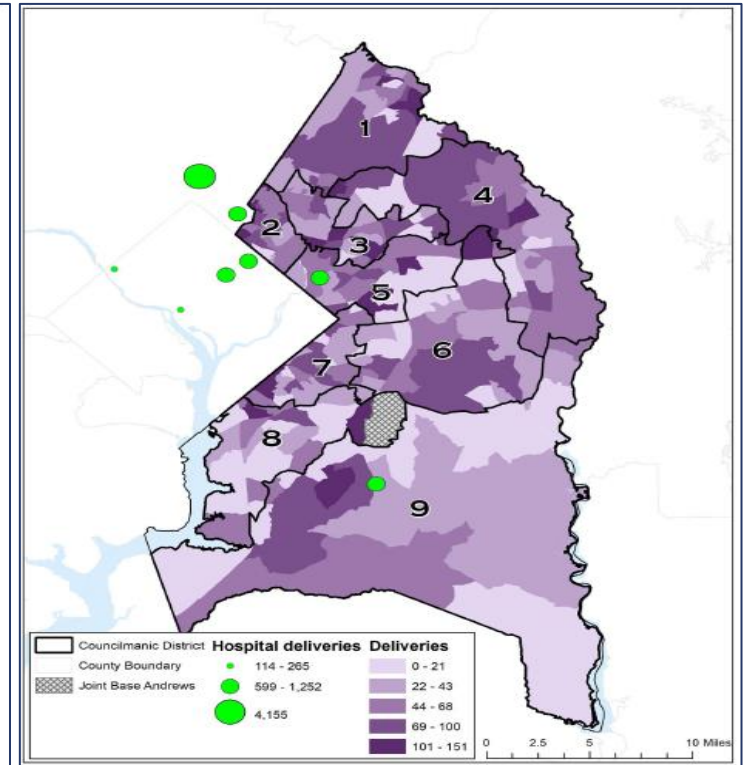 1
4
2
3
5
6
7
8
9
Councilmanic District
County Boundary
Joint Base Andrews
Hospital deliveries
114 - 265
599 - 1,252
4,155
Deliveries
0 - 21
22 - 43
44 - 68
69 - 100
101 - 151
0 2.5 5 10 Miles